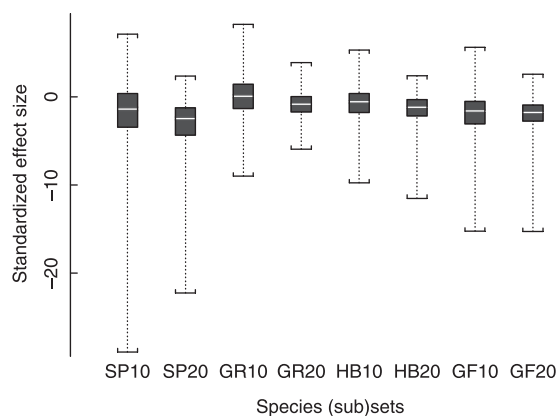 Standardized effect size
0
−10
−20
SP10 SP20 GR10 GR20 HB10 HB20 GF10 GF20
Species (sub)sets